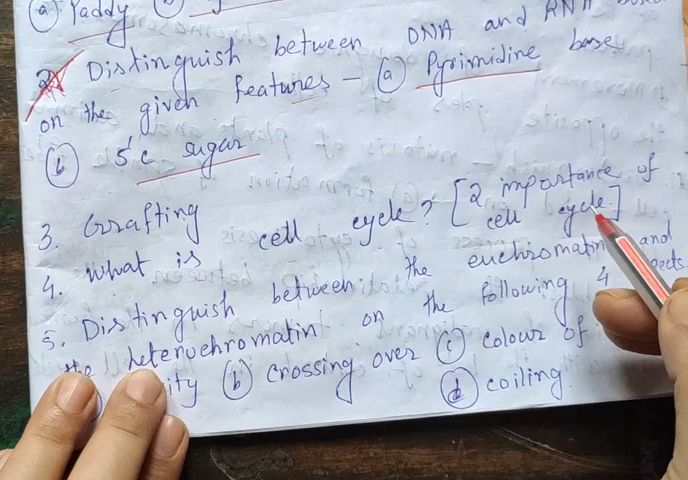 (a) Paddy (b)
2. Distinguish between DNA and RNA based
on the given features - (a) Pyrimidine base
(b) 5'c sugar
3. Grafting
4. What is cell cycle? [2 importance of
cell cycle]
5. Distinguish between the euchromatin and
the heterochromatin on the following 4
(b) crossing over (c) colour of
(d) coiling